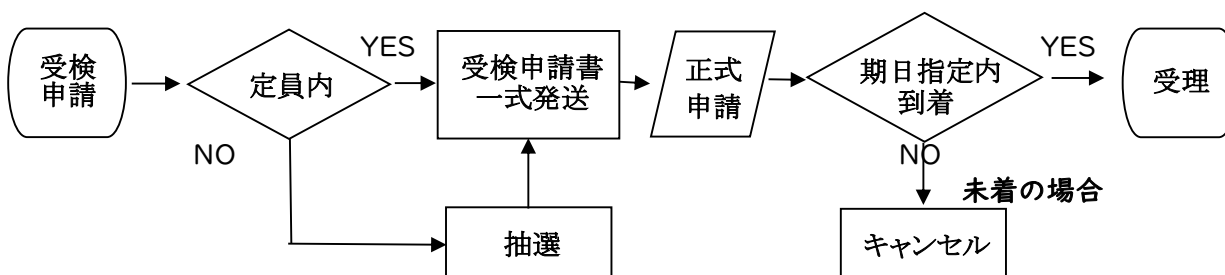 受検
申請
定員内
YES
NO
受検申請書
一式発送
抽選
正式
申請
期日指定内
到着
YES
NO
未着の場合
キャンセル
受理